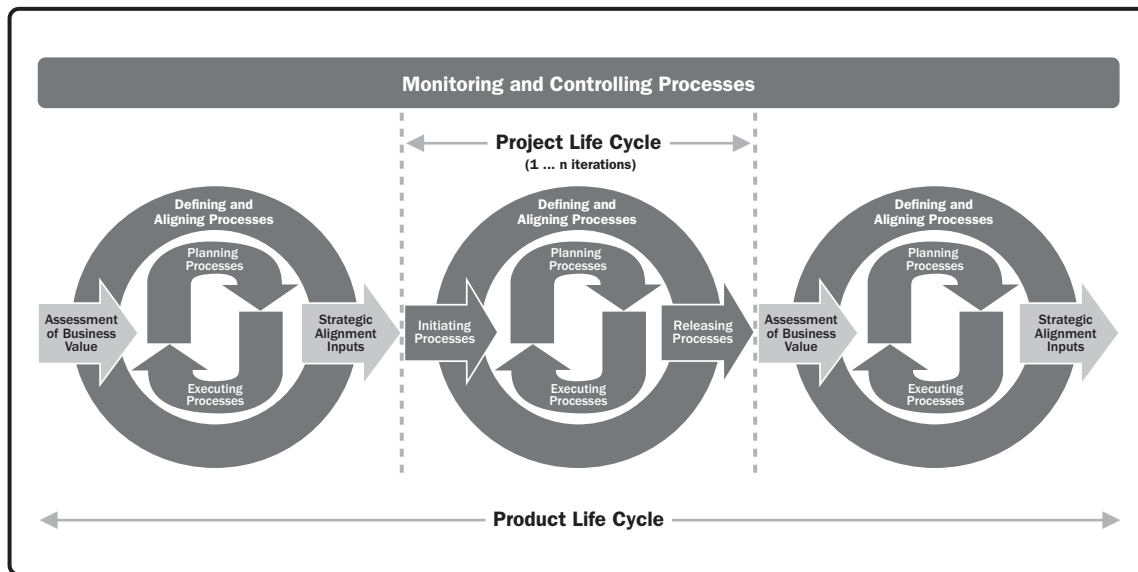 Monitoring and Controlling Processes
Project Life Cycle
(1 ... n iterations)
Defining and
Aligning Processes
Planning
Processes
Assessment
of Business
Value
Strategic
Alignment
Inputs
Executing
Processes
Defining and
Aligning Processes
Planning
Processes
Initiating
Processes
Releasing
Processes
Executing
Processes
Defining and
Aligning Processes
Planning
Processes
Assessment
of Business
Value
Strategic
Alignment
Inputs
Executing
Processes
Product Life Cycle